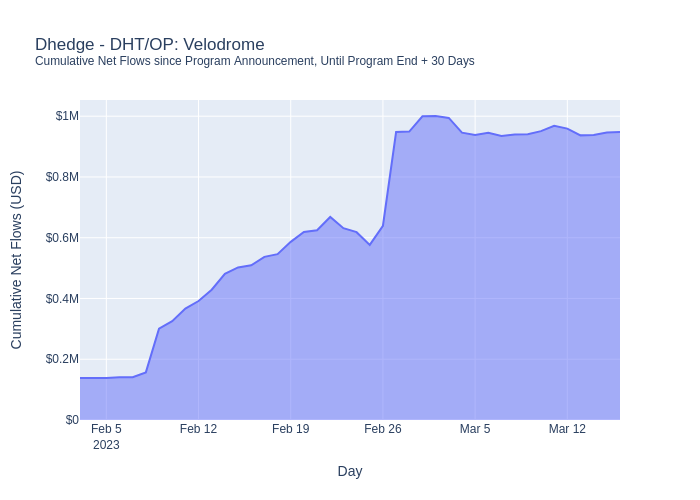 Dhedge - DHT/OP: Velodrome
Cumulative Net Flows since Program Announcement, Until Program End + 30 Days
Cumulative Net Flows (USD)
$1M
$0.8M
$0.6M
$0.4M
$0.2M
$0
Feb 5
2023
Feb 12
Feb 19
Feb 26
Mar 5
Mar 12
Day